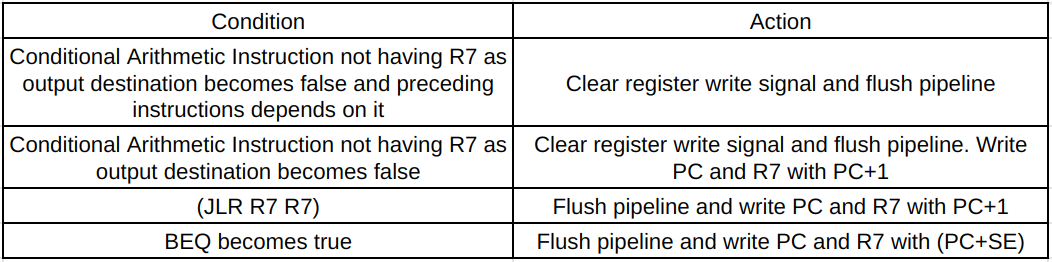 Condition
Action
Conditional Arithmetic Instruction not having R7 as
output destination becomes false and preceding
instructions depends on it
Clear register write signal and flush pipeline
Conditional Arithmetic Instruction not having R7 as
output destination becomes false
Clear register write signal and flush pipeline. Write
PC and R7 with PC+1
(JLR R7 R7)
Flush pipeline and write PC and R7 with PC+1
BEQ becomes true
Flush pipeline and write PC and R7 with (PC+SE)